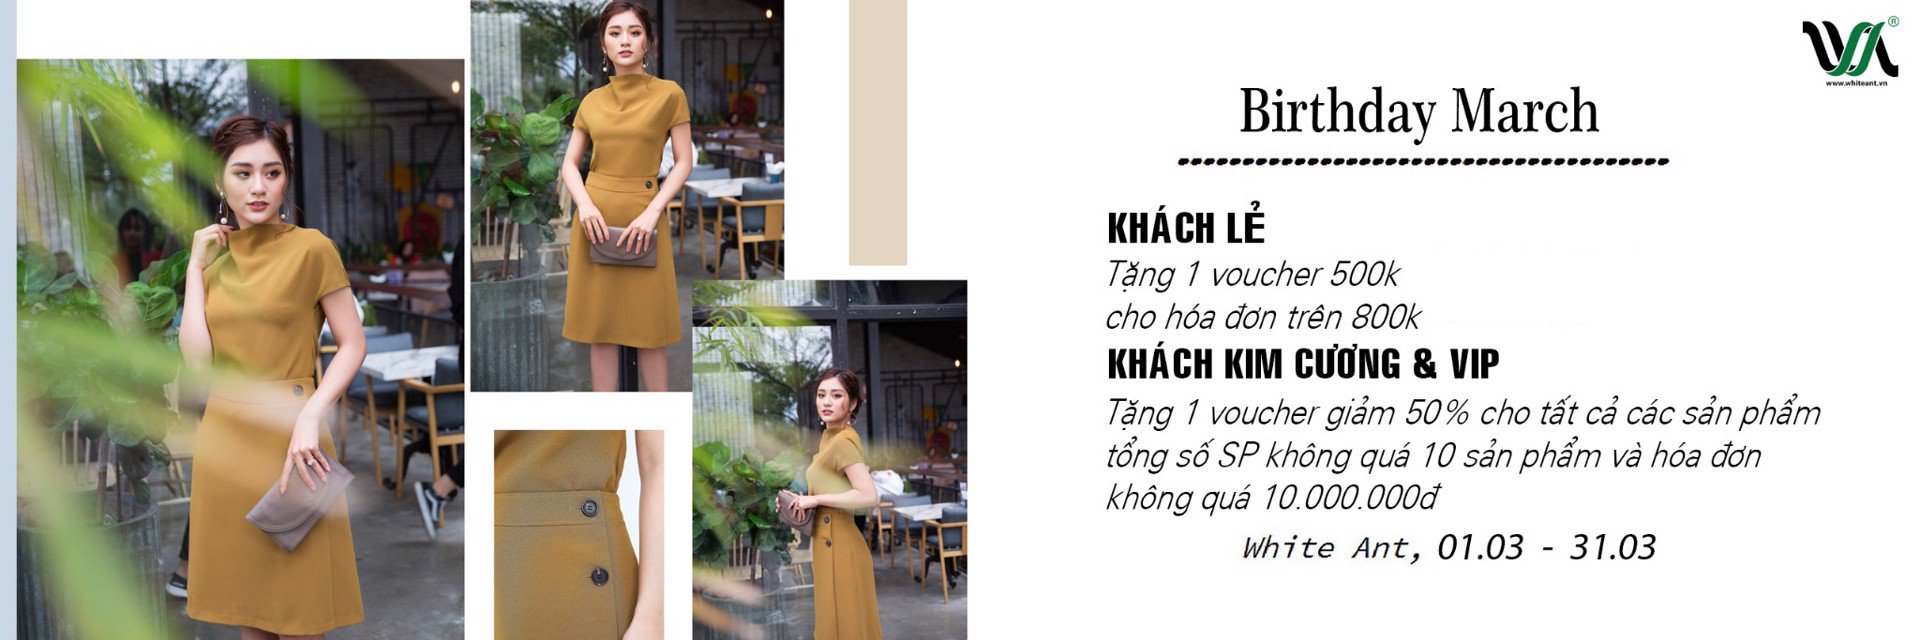 WA®
www.whiteant.vn
Birthday March
KHÁCH LẺ
Tặng 1 voucher 500k
cho hóa đơn trên 800k
KHÁCH KIM CƯƠNG & VIP
Tặng 1 voucher giảm 50% cho tất cả các sản phẩm
tổng số SP không quá 10 sản phẩm và hóa đơn
không quá 10.000.000đ
White Ant, 01.03 - 31.03